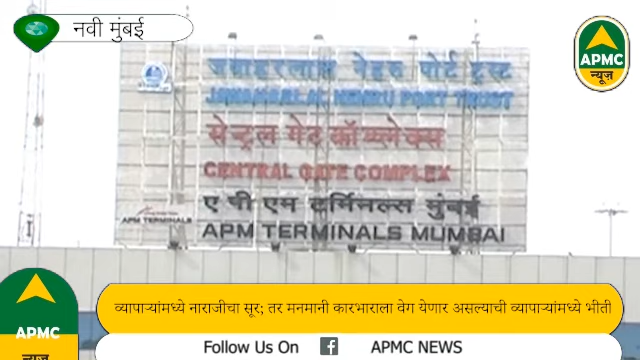 नवी मुंबई
APMC
न्यूज
जवाहरलाल नेहरू पोर्ट ट्रस्ट
JAWAHARLAL NEHRU PORT TRUST
सेन्ट्रल गेट कॉम्प्लेक्स
CENTRAL GATE COMPLEX
ए पी एम टर्मिनल्स मुंबई
APM TERMINALS
APM TERMINALS MUMBAI
व्यापाऱ्यांमध्ये नाराजीचा सूर; तर मनमानी कारभाराला वेग येणार असल्याची व्यापाऱ्यांमध्ये भीती
APMC
न्यूज
Follow Us On APMC NEWS